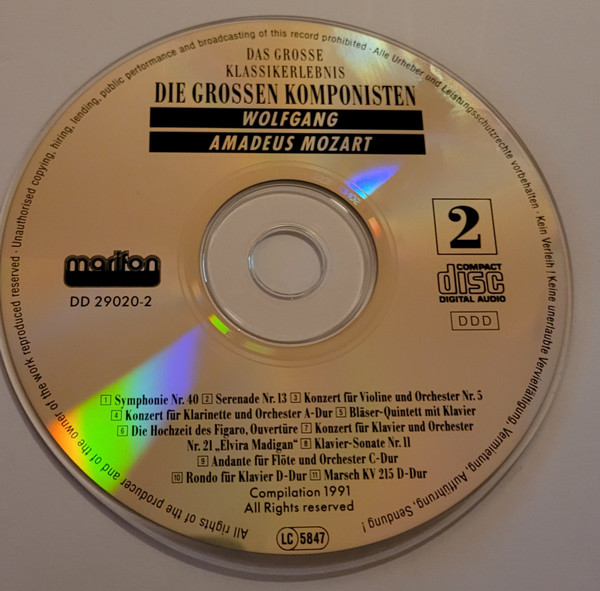 All rights of the producer and of the owner of the work reproduced reserved · Unauthorised copying, hiring, lending, public performance and broadcasting of this record prohibited · Alle Urheber und Leistungsschutzrechte vorbehalten · Kein Verleih ! Keine unerlaubte Vervielfältigung, Vermietung, Aufführung, Sendung !
DAS GROSSE
KLASSIKERLEBNIS
DIE GROSSEN KOMPONISTEN
WOLFGANG
AMADEUS MOZART
2
marifon
DD 29020-2
COMPACT
disc
DIGITAL AUDIO
DDD
1 Symphonie Nr. 40 2 Serenade Nr. 13 3 Konzert für Violine und Orchester Nr. 5
4 Konzert für Klarinette und Orchester A-Dur 5 Bläser-Quintett mit Klavier
6 Die Hochzeit des Figaro, Ouvertüre 7 Konzert für Klavier und Orchester
Nr. 21 „Elvira Madigan“ 8 Klavier-Sonate Nr. 11
9 Andante für Flöte und Orchester C-Dur
10 Rondo für Klavier D-Dur 11 Marsch KV 215 D-Dur
Compilation 1991
All Rights reserved
LC 5847